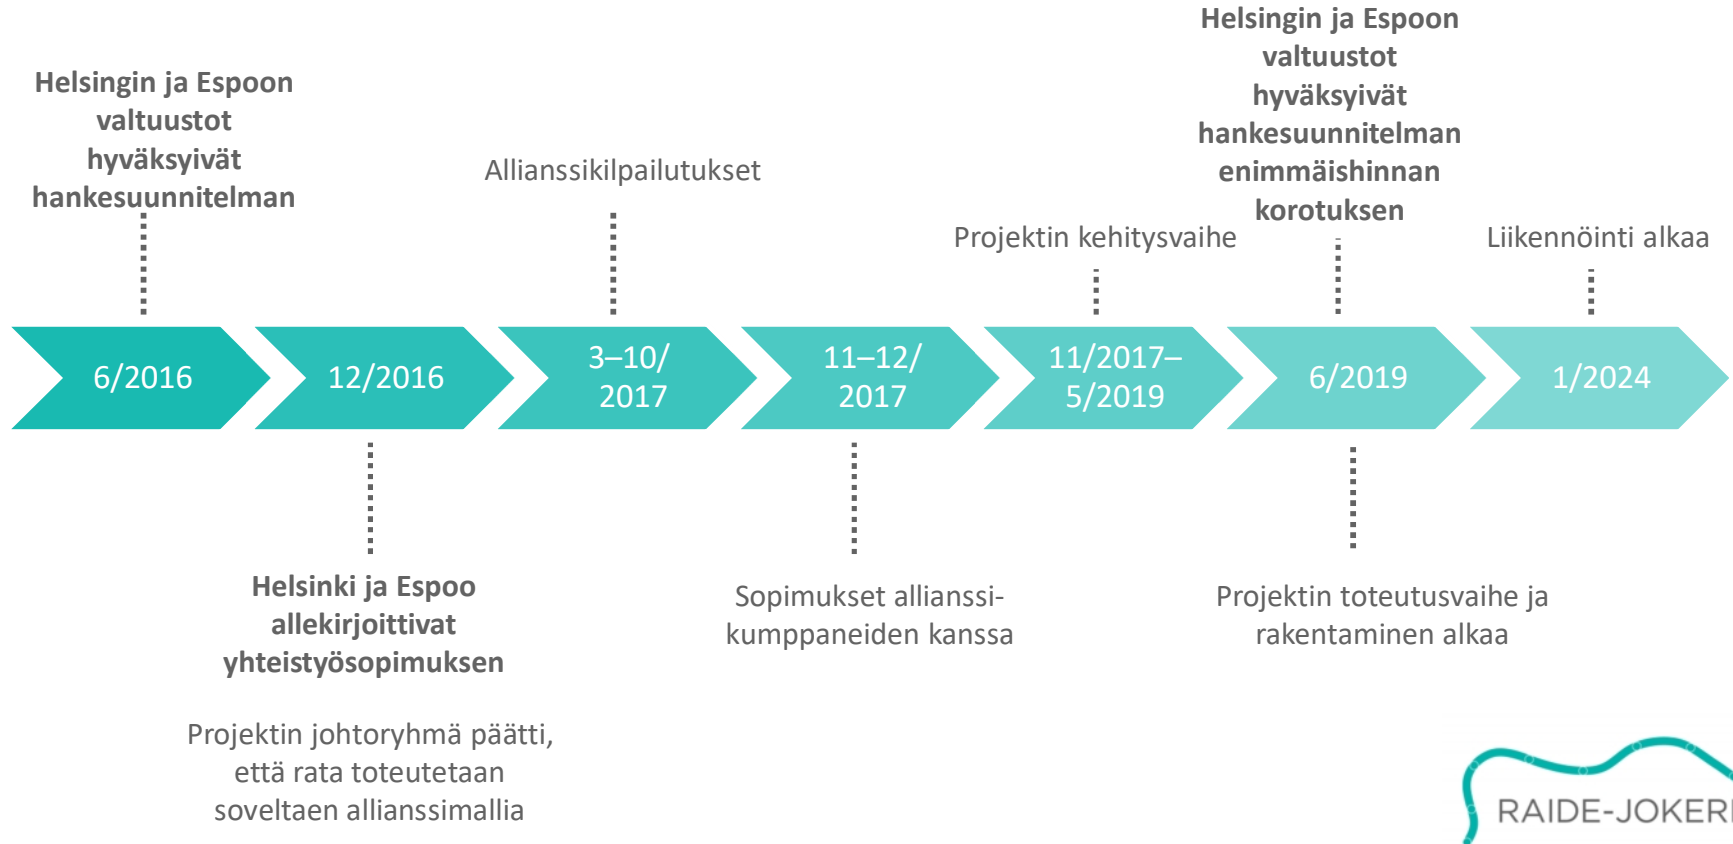 Helsingin ja Espoon
valtuustot
hyväksyivät
hankesuunnitelman
Allianssikilpailutukset
Projektin kehitysvaihe
Helsingin ja Espoon
valtuustot
hyväksyivät
hankesuunnitelman
enimmäishinnan
korotuksen
Liikennöinti alkaa
6/2016
12/2016
3–10/
2017
11–12/
2017
11/2017–
5/2019
6/2019
1/2024
Helsinki ja Espoo
allekirjoittivat
yhteistyösopimuksen
Projektin johtoryhmä päätti,
että rata toteutetaan
soveltaen allianssimallia
Sopimukset allianssi-
kumppaneiden kanssa
Projektin toteutusvaihe ja
rakentaminen alkaa
RAIDE-JOKERI